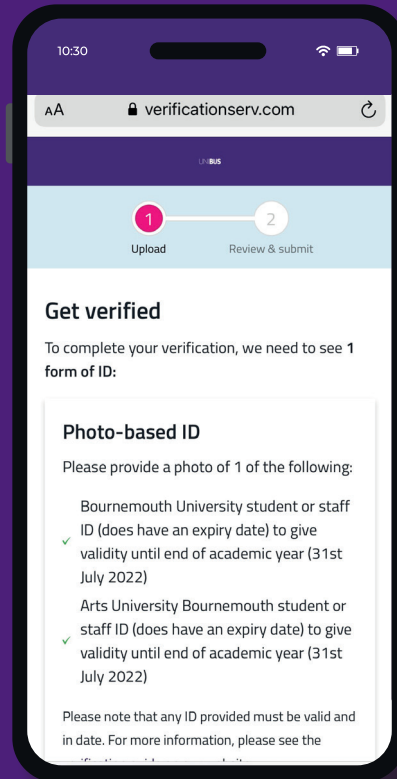 10:30
AA verificationserv.com
UNIBUS
1 2
Upload Review & submit
Get verified
To complete your verification, we need to see 1
form of ID:
Photo-based ID
Please provide a photo of 1 of the following:
Bournemouth University student or staff
ID (does have an expiry date) to give
validity until end of academic year (31st
July 2022)
Arts University Bournemouth student or
staff ID (does have an expiry date) to give
validity until end of academic year (31st
July 2022)
Please note that any ID provided must be valid and
in date. For more information, please see the